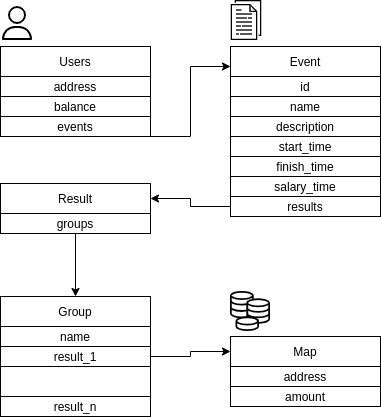 Users
address
balance
events
Event
id
name
description
start_time
finish_time
salary_time
results
Result
groups
Group
name
result_1
result_n
Map
address
amount